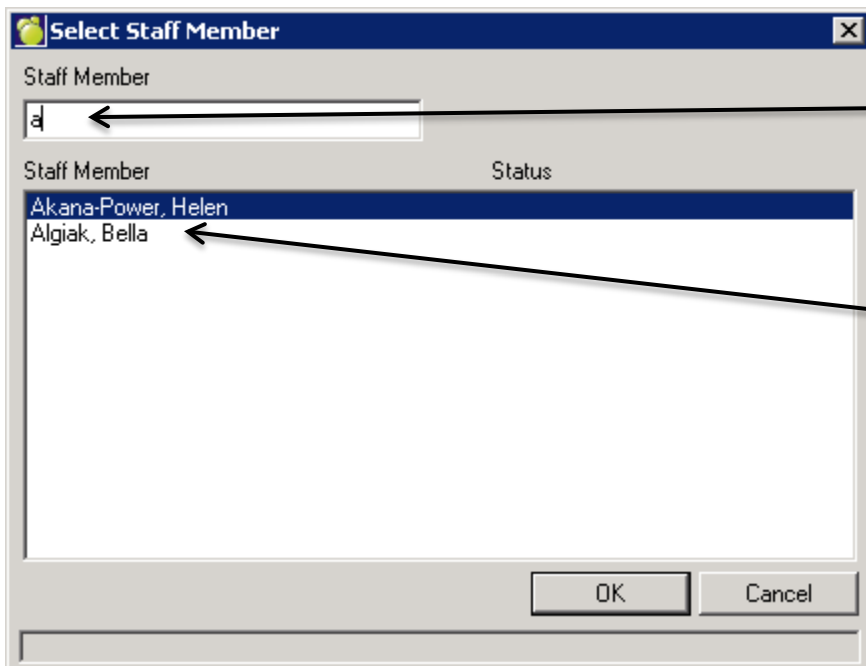 Select Staff Member
Staff Member
a
Staff Member Status
Akana-Power, Helen
Algiak, Bella
OK Cancel